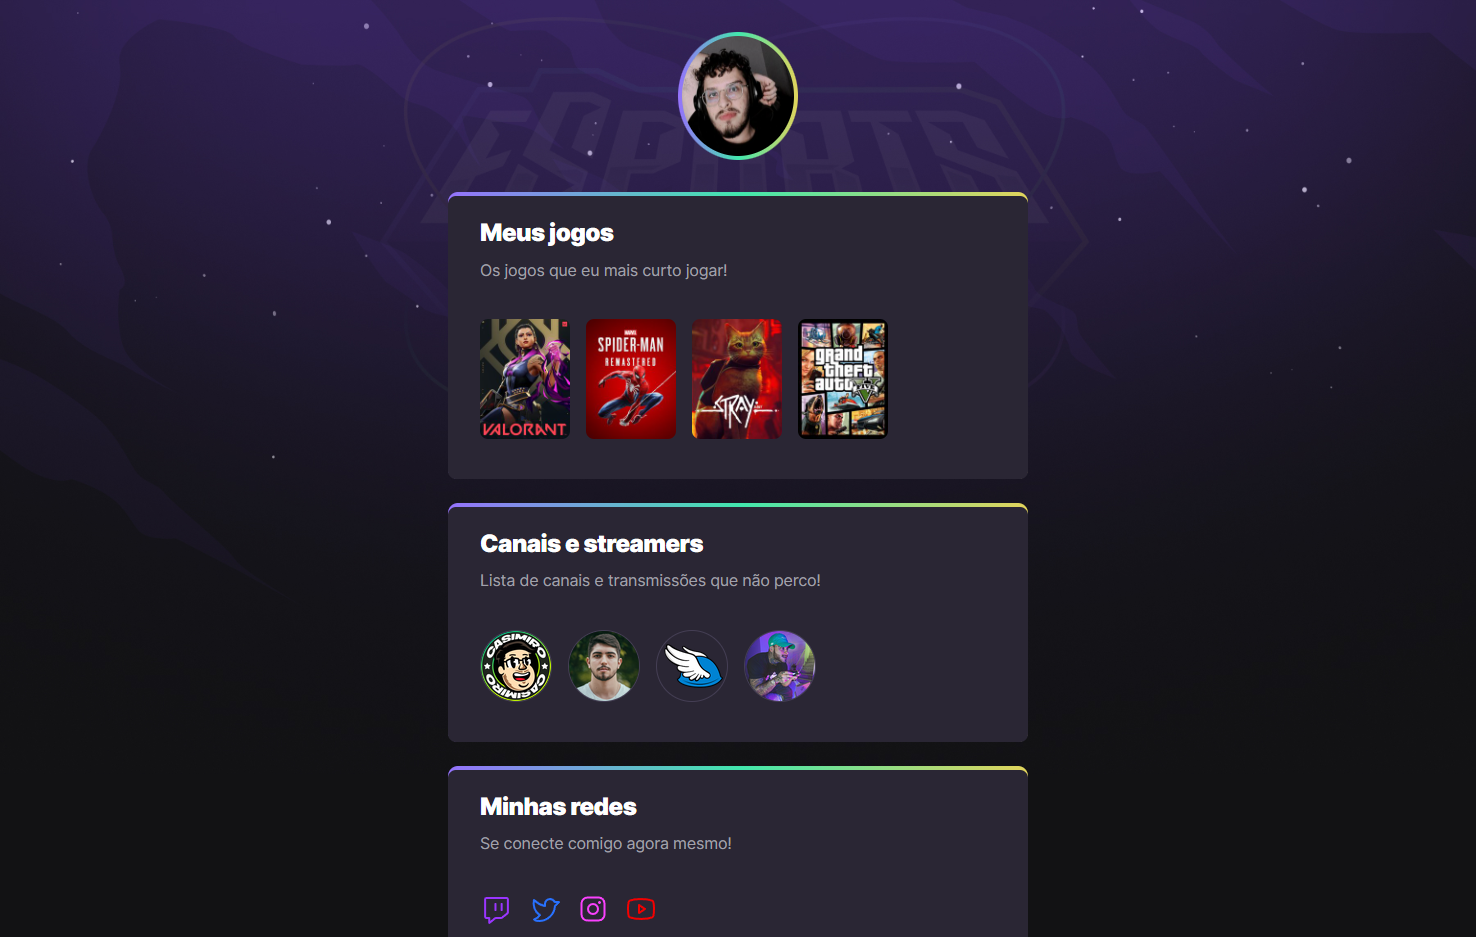 ESPORTS
Meus jogos
Os jogos que eu mais curto jogar!
VALORANT
MARVEL
SPIDER-MAN
REMASTERED
STRAY
grand
theft
auto
V
Canais e streamers
Lista de canais e transmissões que não perco!
CASIMIRO
CASIMIRO
Minhas redes
Se conecte comigo agora mesmo!